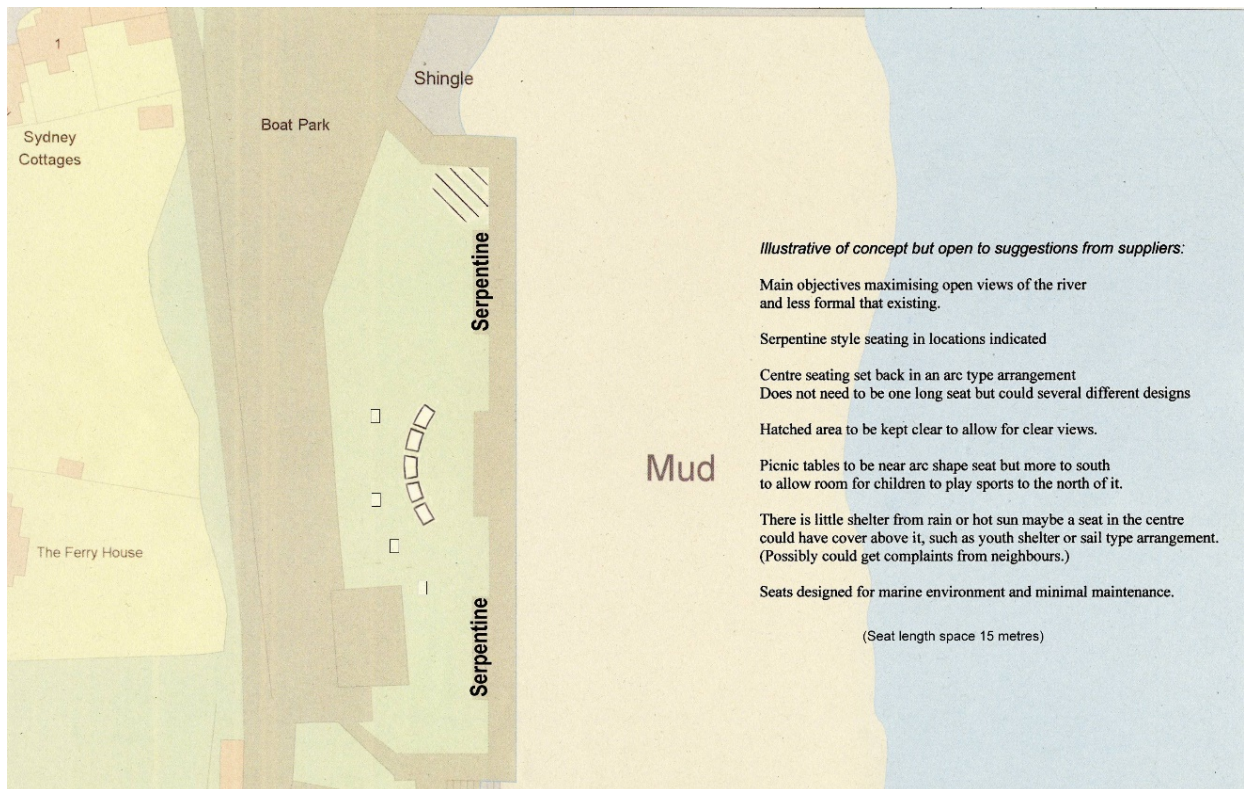 1
Shingle
Boat Park
Sydney
Cottages
Serpentine
Illustrative of concept but open to suggestions from suppliers:
Main objectives maximising open views of the river
and less formal that existing.
Serpentine style seating in locations indicated
Centre seating set back in an arc type arrangement
Does not need to be one long seat but could several different designs
Hatched area to be kept clear to allow for clear views.
Mud
Picnic tables to be near arc shape seat but more to south
to allow room for children to play sports to the north of it.
There is little shelter from rain or hot sun maybe a seat in the centre
could have cover above it, such as youth shelter or sail type arrangement.
(Possibly could get complaints from neighbours.)
The Ferry House
Seats designed for marine environment and minimal maintenance.
Serpentine
(Seat length space 15 metres)